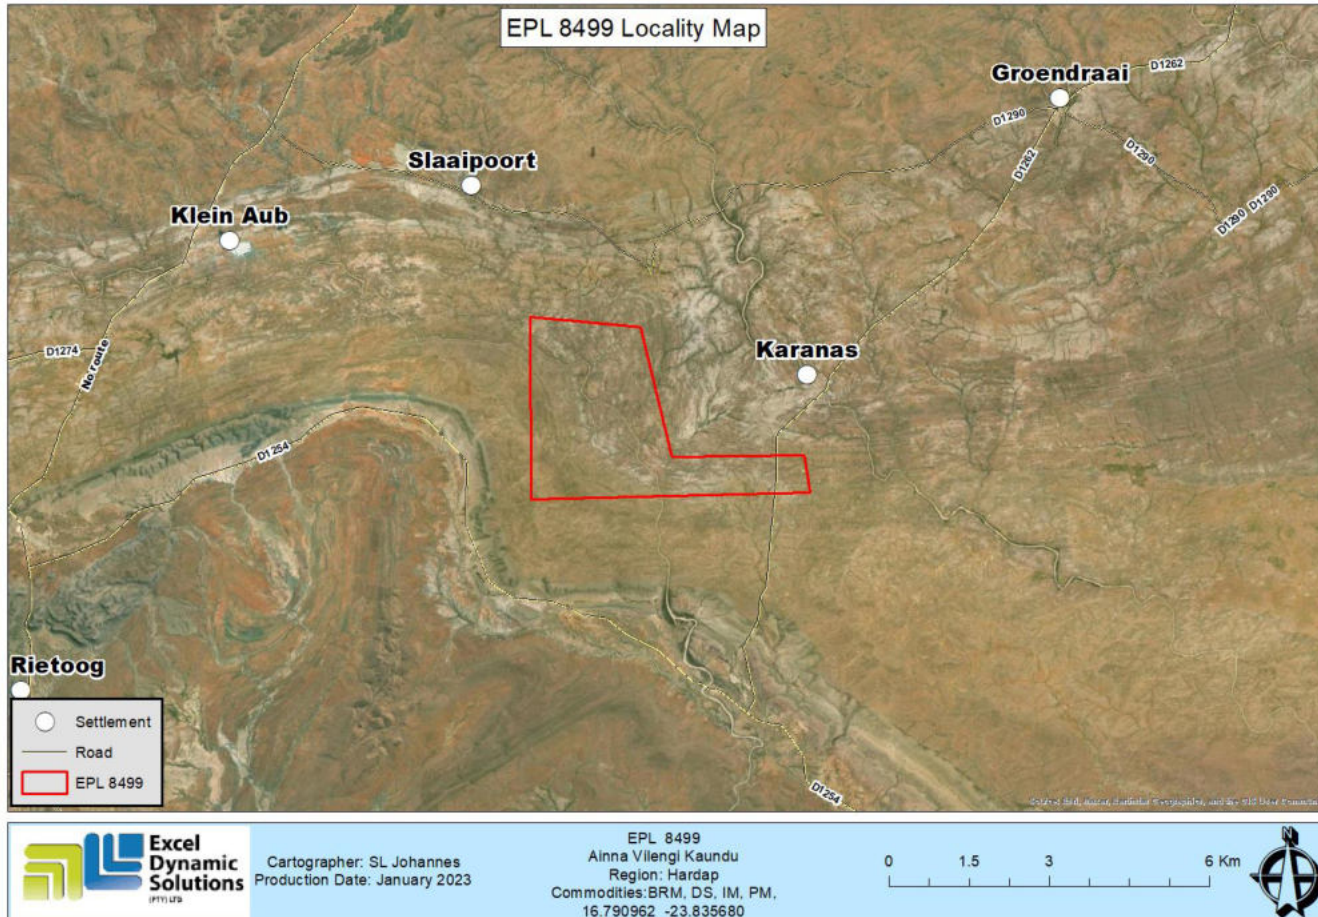 EPL 8499 Locality Map
Groendraai
D1262
D1290
D1262
D1290
D1290 D1290
Slaaipoort
Klein Aub
D1274
No route
Karanas
D1254
Rietoog
Settlement
Road
EPL 8499
D1254
Excel
Dynamic
Solutions
(PTY) LTD
Cartographer: SL Johannes
Production Date: January 2023
EPL 8499
Ainna Vilengi Kaundu
Region: Hardap
Commodities:BRM, DS, IM, PM,
16.790962 -23.835680
0 1.5 3 6 Km
N